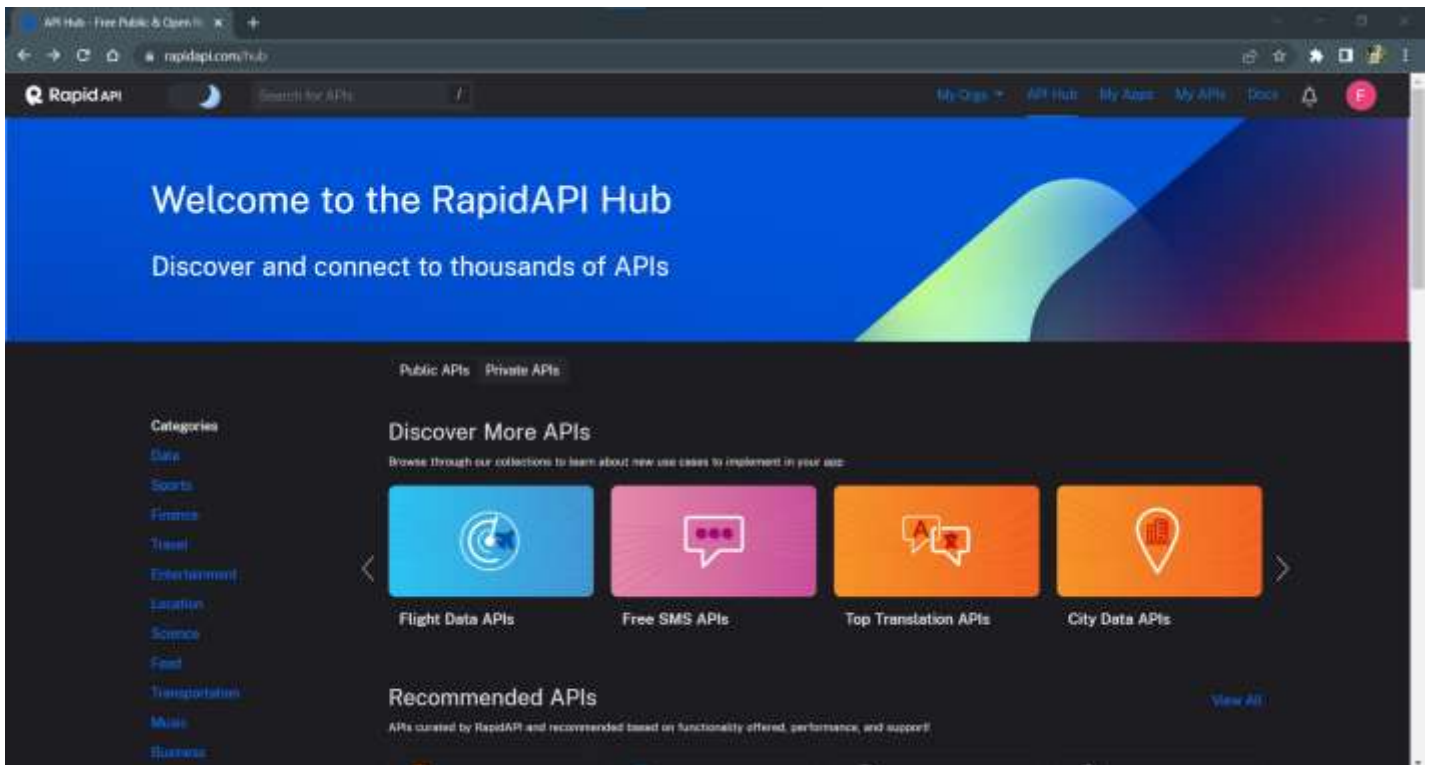 API Hub - Free Public & Open
rapidapi.com/hub
Rapid API
Search for APIs
/
My Orgs
API Hub
My Apps
My APIs
Docs
F
Welcome to the RapidAPI Hub
Discover and connect to thousands of APIs
Public APIs
Private APIs
Categories
Data
Sports
Finance
Travel
Entertainment
Location
Science
Food
Transportation
Music
Business
Discover More APIs
Browse through our collections to learn about new use cases to implement in your app
A
Flight Data APIs
Free SMS APIs
Top Translation APIs
City Data APIs
Recommended APIs
View All
APIs curated by RapidAPI and recommended based on functionality offered, performance, and support!